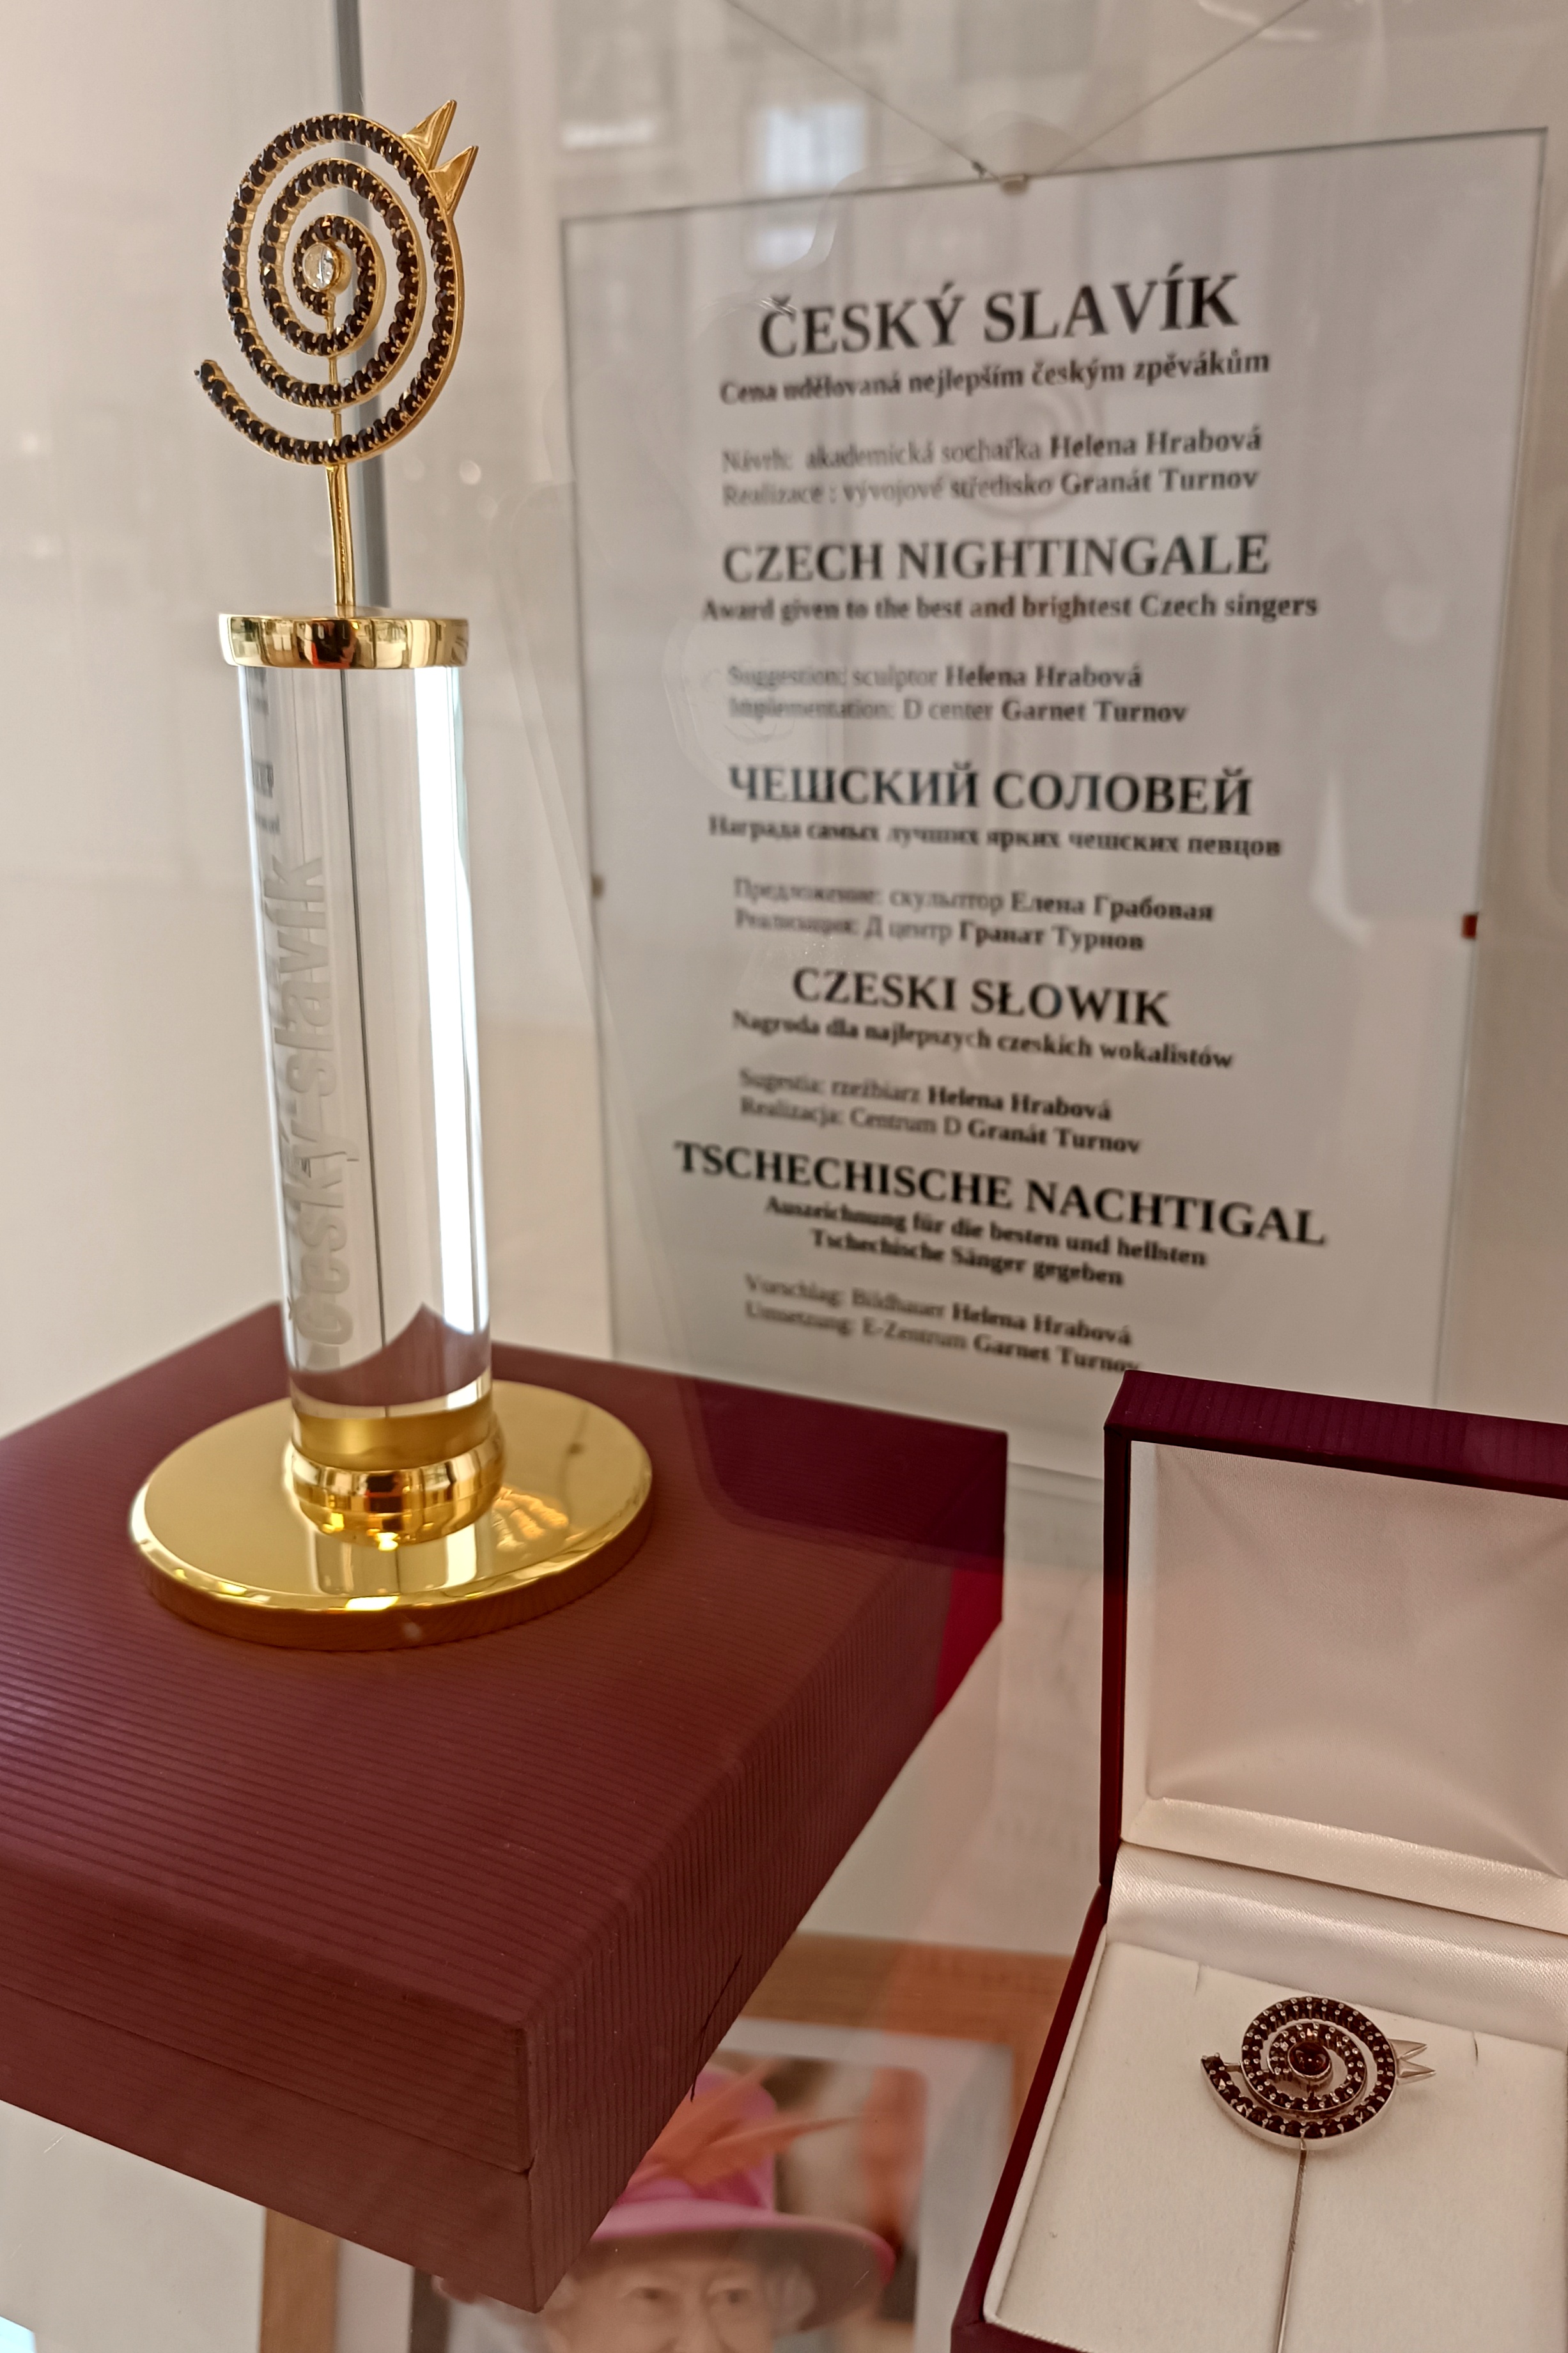 český slavík
ČESKÝ SLAVÍK
Cena udělovaná nejlepším českým zpěvákům
Návrh: akademická sochařka Helena Hrabová
Realizace : vývojové středisko Granát Turnov
CZECH NIGHTINGALE
Award given to the best and brightest Czech singers
Suggestion: sculptor Helena Hrabová
Implementation: D center Garnet Turnov
ЧЕШСКИЙ СОЛОВЕЙ
Награда самых лучших ярких чешских певцов
Предложение: скульптор Елена Грабовая
Реализация: Д центр Гранат Турнов
CZESKI SŁOWIK
Nagroda dla najlepszych czeskich wokalistów
Sugestia: rzeźbiarz Helena Hrabová
Realizacja: Centrum D Granát Turnov
TSCHECHISCHE NACHTIGAL
Auszeichnung für die besten und hellsten
Tschechische Sänger gegeben
Vorschlag: Bildhauer Helena Hrabová
Umsetzung: E-Zentrum Garnet Turnov